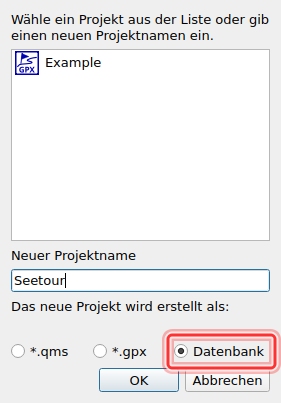 Wähle ein Projekt aus der Liste oder gib
einen neuen Projektnamen ein.
GPX
Example
Neuer Projektname
Seetour
Das neue Projekt wird erstellt als:
*.qms *.gpx Datenbank
OK Abbrechen